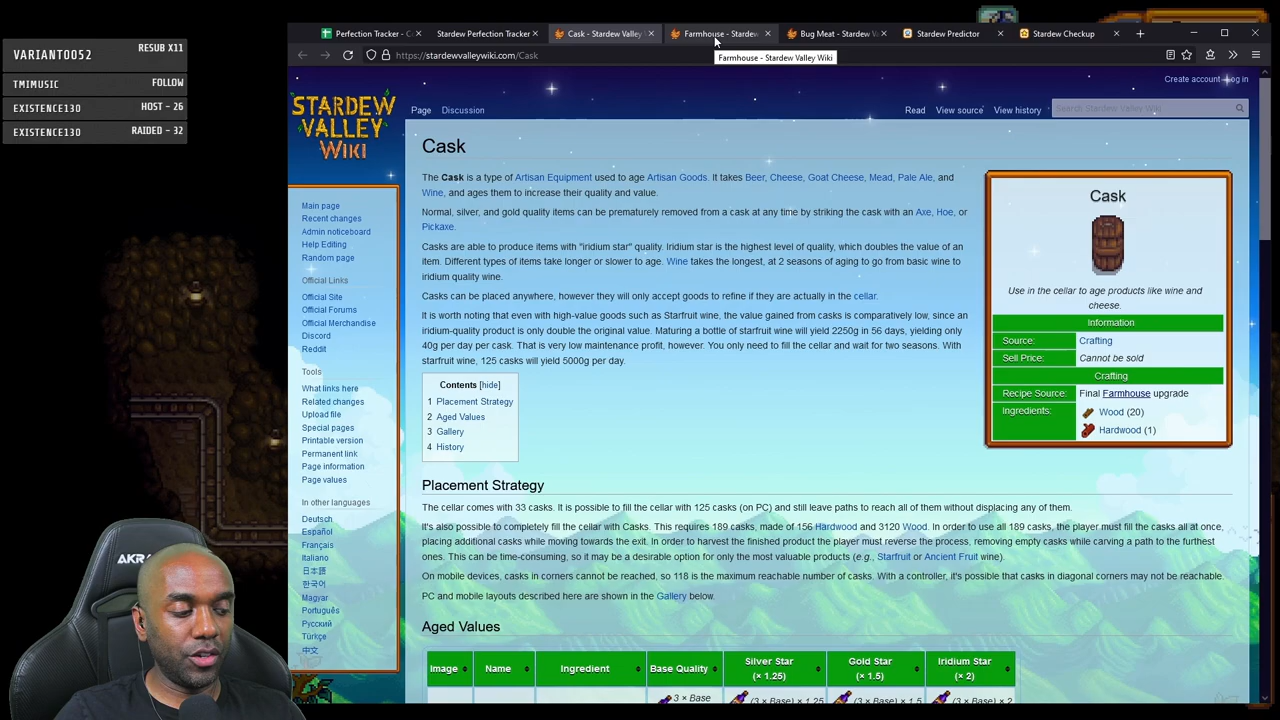 VARIANT0052 RESUB X11
TMIMUSIC FOLLOW
EXISTENCE130 HOST - 26
EXISTENCE130 RAIDED - 32
Perfection Tracker - C
Stardew Perfection Tracker
Cask - Stardew Valley
Farmhouse - Stardew
Bug Meat - Stardew Va
Stardew Predictor
Stardew Checkup
https://stardewvalleywiki.com/Cask
Farmhouse - Stardew Valley Wiki
Create account Log in
STARDEW
VALLEY
WIKI
Page Discussion Read View source View history Search Stardew Valley Wiki
Main page
Recent changes
Admin noticeboard
Help Editing
Random page
Official Links
Official Site
Official Forums
Official Merchandise
Discord
Reddit
Tools
What links here
Related changes
Upload file
Special pages
Printable version
Permanent link
Page information
Page values
In other languages
Deutsch
Español
Français
Italiano
日本語
한국어
Magyar
Português
Русский
Türkçe
中文
Cask
The Cask is a type of Artisan Equipment used to age Artisan Goods. It takes Beer, Cheese, Goat Cheese, Mead, Pale Ale, and
Wine, and ages them to increase their quality and value.
Normal, silver, and gold quality items can be prematurely removed from a cask at any time by striking the cask with an Axe, Hoe, or
Pickaxe.
Casks are able to produce items with "iridium star" quality. Iridium star is the highest level of quality, which doubles the value of an
item. Different types of items take longer or slower to age. Wine takes the longest, at 2 seasons of aging to go from basic wine to
iridium quality wine.
Casks can be placed anywhere, however they will only accept goods to refine if they are actually in the cellar.
It is worth noting that even with high-value goods such as Starfruit wine, the value gained from casks is comparatively low, since an
iridium-quality product is only double the original value. Maturing a bottle of starfruit wine will yield 2250g in 56 days, yielding only
40g per day per cask. That is very low maintenance profit, however. You only need to fill the cellar and wait for two seasons. With
starfruit wine, 125 casks will yield 5000g per day.
Contents [hide]
1 Placement Strategy
2 Aged Values
3 Gallery
4 History
Cask
Use in the cellar to age products like wine and
cheese.
Information
Source: Crafting
Sell Price: Cannot be sold
Crafting
Recipe Source: Final Farmhouse upgrade
Ingredients: Wood (20)
Hardwood (1)
Placement Strategy
The cellar comes with 33 casks. It is possible to fill the cellar with 125 casks (on PC) and still leave paths to reach all of them without displacing any of them.
It's also possible to completely fill the cellar with Casks. This requires 189 casks, made of 156 Hardwood and 3120 Wood. In order to use all 189 casks, the player must fill the casks all at once,
placing additional casks while moving towards the exit. In order to harvest the finished product the player must reverse the process, removing empty casks while carving a path to the furthest
ones. This can be time-consuming, so it may be a desirable option for only the most valuable products (e.g., Starfruit or Ancient Fruit wine).
On mobile devices, casks in corners cannot be reached, so 118 is the maximum reachable number of casks. With a controller, it's possible that casks in diagonal corners may not be reachable.
PC and mobile layouts described here are shown in the Gallery below.
Aged Values
Image Name Ingredient Base Quality Silver Star (× 1.25) Gold Star (× 1.5) Iridium Star (× 2)
3 × Base (3 × Base) × 1.25 (3 × Base) × 1.5 (3 × Base) × 2